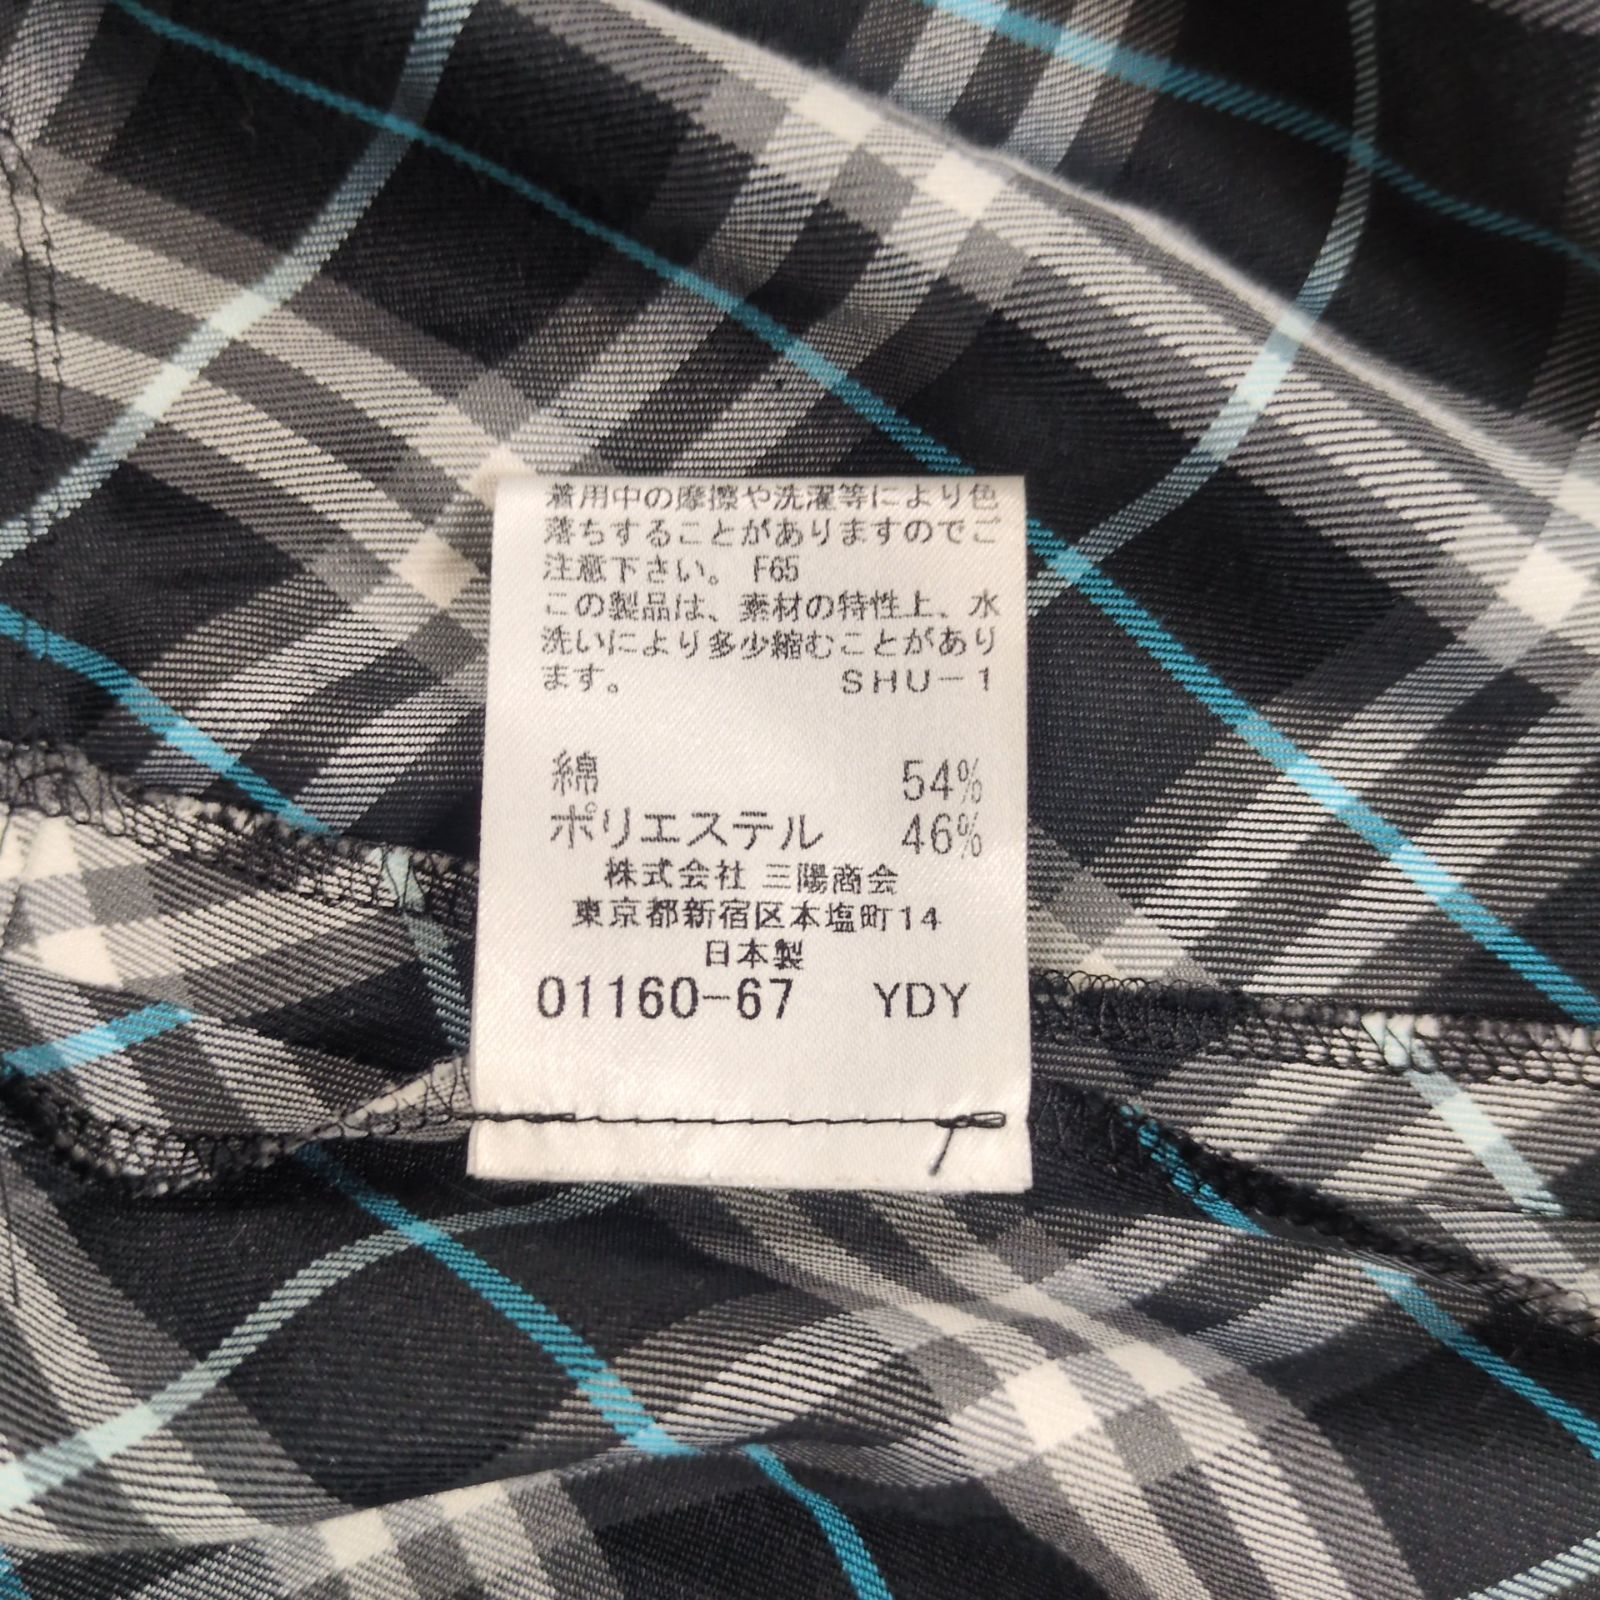 着用中の摩擦や洗濯等により色
落ちすることがありますのでご
注意下さい。 F65
この製品は、素材の特性上、水
洗いにより多少縮むことがあり
ます。 SHU-1
綿 54%
ポリエステル 46%
株式会社 三陽商会
東京都新宿区本塩町14
日本製
01160-67 YDY